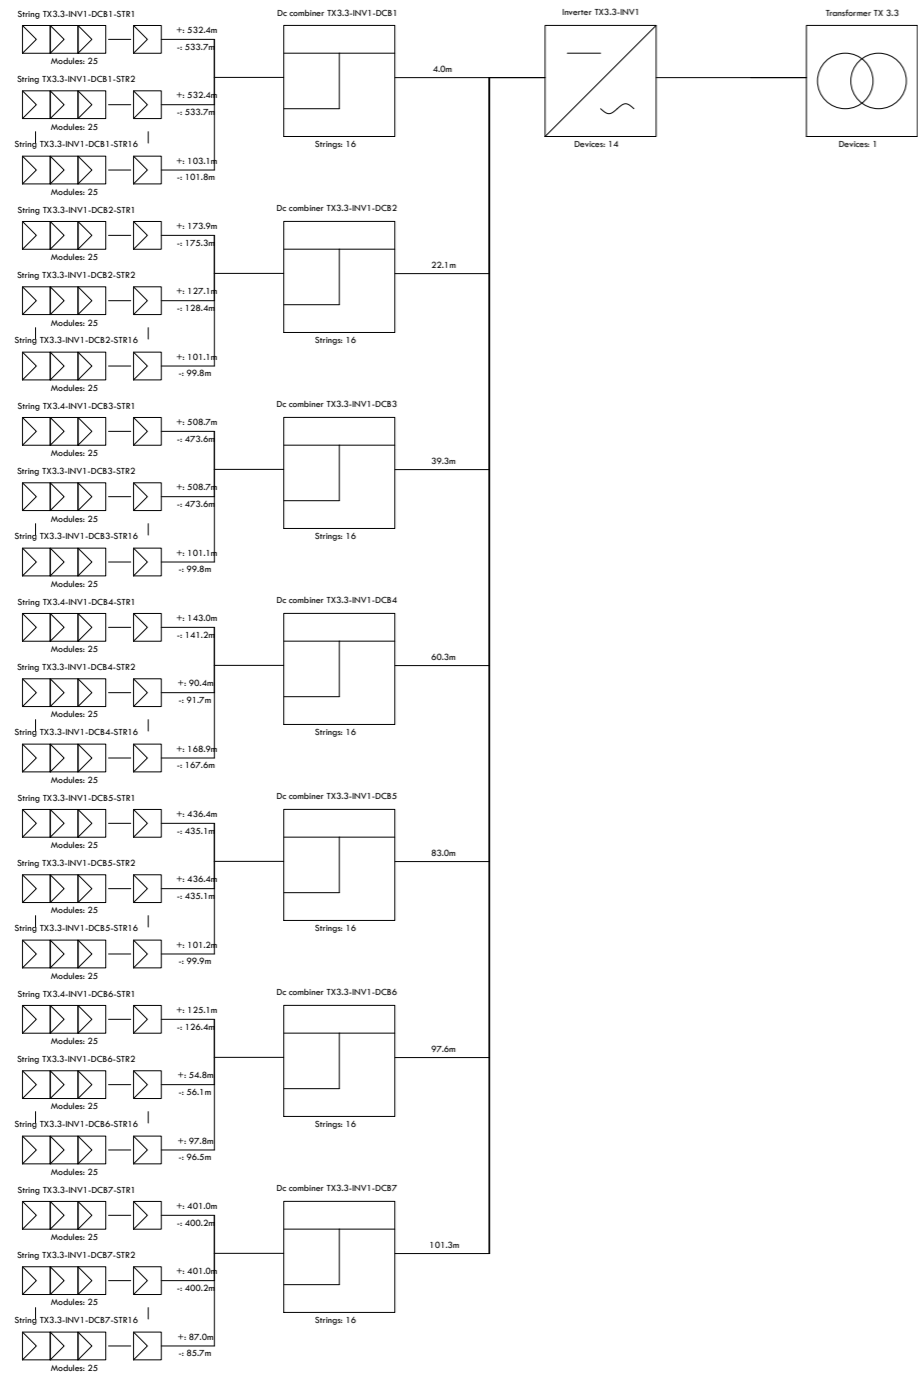 String TX3.3-INV1-DCB1-STR1
Dc combiner TX3.3-INV1-DCB1
Inverter TX3.3-INV1
Transformer TX 3.3
+: 532.4m
-: 533.7m
Modules: 25
4.0m
String TX3.3-INV1-DCB1-STR2
+: 532.4m
-: 533.7m
Modules: 25
String TX3.3-INV1-DCB1-STR16
Strings: 16
Devices: 14
Devices: 1
+: 103.1m
-: 101.8m
Modules: 25
String TX3.3-INV1-DCB2-STR1
Dc combiner TX3.3-INV1-DCB2
+: 173.9m
-: 175.3m
Modules: 25
22.1m
String TX3.3-INV1-DCB2-STR2
+: 127.1m
-: 128.4m
Modules: 25
String TX3.3-INV1-DCB2-STR16
Strings: 16
+: 101.1m
-: 99.8m
Modules: 25
String TX3.4-INV1-DCB3-STR1
Dc combiner TX3.3-INV1-DCB3
+: 508.7m
-: 473.6m
Modules: 25
39.3m
String TX3.3-INV1-DCB3-STR2
+: 508.7m
-: 473.6m
Modules: 25
String TX3.3-INV1-DCB3-STR16
Strings: 16
+: 101.1m
-: 99.8m
Modules: 25
String TX3.4-INV1-DCB4-STR1
Dc combiner TX3.3-INV1-DCB4
+: 143.0m
-: 141.2m
Modules: 25
60.3m
String TX3.3-INV1-DCB4-STR2
+: 90.4m
-: 91.7m
Modules: 25
String TX3.3-INV1-DCB4-STR16
Strings: 16
+: 168.9m
-: 167.6m
Modules: 25
String TX3.3-INV1-DCB5-STR1
Dc combiner TX3.3-INV1-DCB5
+: 436.4m
-: 435.1m
Modules: 25
83.0m
String TX3.3-INV1-DCB5-STR2
+: 436.4m
-: 435.1m
Modules: 25
String TX3.3-INV1-DCB5-STR16
Strings: 16
+: 101.2m
-: 99.9m
Modules: 25
String TX3.4-INV1-DCB6-STR1
Dc combiner TX3.3-INV1-DCB6
+: 125.1m
-: 126.4m
Modules: 25
97.6m
String TX3.3-INV1-DCB6-STR2
+: 54.8m
-: 56.1m
Modules: 25
String TX3.3-INV1-DCB6-STR16
Strings: 16
+: 97.8m
-: 96.5m
Modules: 25
String TX3.3-INV1-DCB7-STR1
Dc combiner TX3.3-INV1-DCB7
+: 401.0m
-: 400.2m
Modules: 25
101.3m
String TX3.3-INV1-DCB7-STR2
+: 401.0m
-: 400.2m
Modules: 25
String TX3.3-INV1-DCB7-STR16
Strings: 16
+: 87.0m
-: 85.7m
Modules: 25